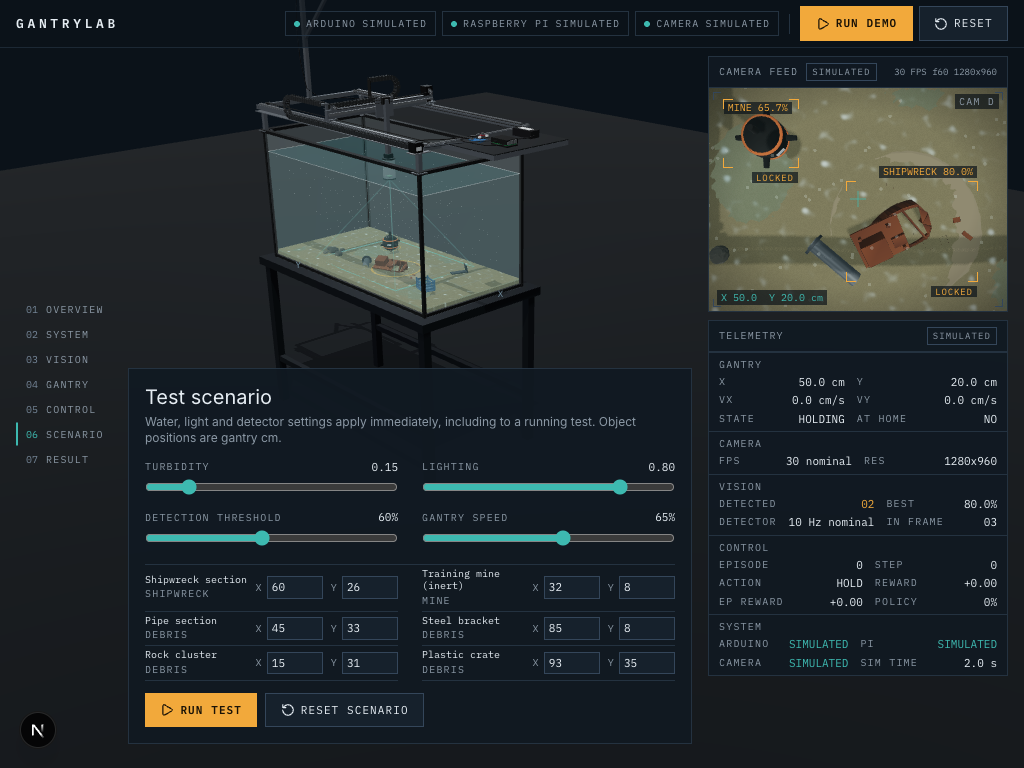 GANTRYLAB
ARDUINO SIMULATED
RASPBERRY PI SIMULATED
CAMERA SIMULATED
RUN DEMO
RESET
CAMERA FEED SIMULATED 30 FPS f60 1280x960
CAM D
MINE 65.7%
LOCKED
SHIPWRECK 80.0%
LOCKED
X 50.0 Y 20.0 cm
Y
X
01 OVERVIEW
02 SYSTEM
03 VISION
04 GANTRY
05 CONTROL
06 SCENARIO
07 RESULT
Test scenario
Water, light and detector settings apply immediately, including to a running test. Object
positions are gantry cm.
TURBIDITY 0.15
LIGHTING 0.80
DETECTION THRESHOLD 60%
GANTRY SPEED 65%
Shipwreck section
SHIPWRECK
X 60 Y 26
Training mine
(inert)
MINE
X 32 Y 8
Pipe section
DEBRIS
X 45 Y 33
Steel bracket
DEBRIS
X 85 Y 8
Rock cluster
DEBRIS
X 15 Y 31
Plastic crate
DEBRIS
X 93 Y 35
RUN TEST
RESET SCENARIO
N
TELEMETRY SIMULATED
GANTRY
X 50.0 cm Y 20.0 cm
VX 0.0 cm/s VY 0.0 cm/s
STATE HOLDING AT HOME NO
CAMERA
FPS 30 nominal RES 1280x960
VISION
DETECTED 02 BEST 80.0%
DETECTOR 10 Hz nominal IN FRAME 03
CONTROL
EPISODE 0 STEP 0
ACTION HOLD REWARD +0.00
EP REWARD +0.00 POLICY 0%
SYSTEM
ARDUINO SIMULATED PI SIMULATED
CAMERA SIMULATED SIM TIME 2.0 s